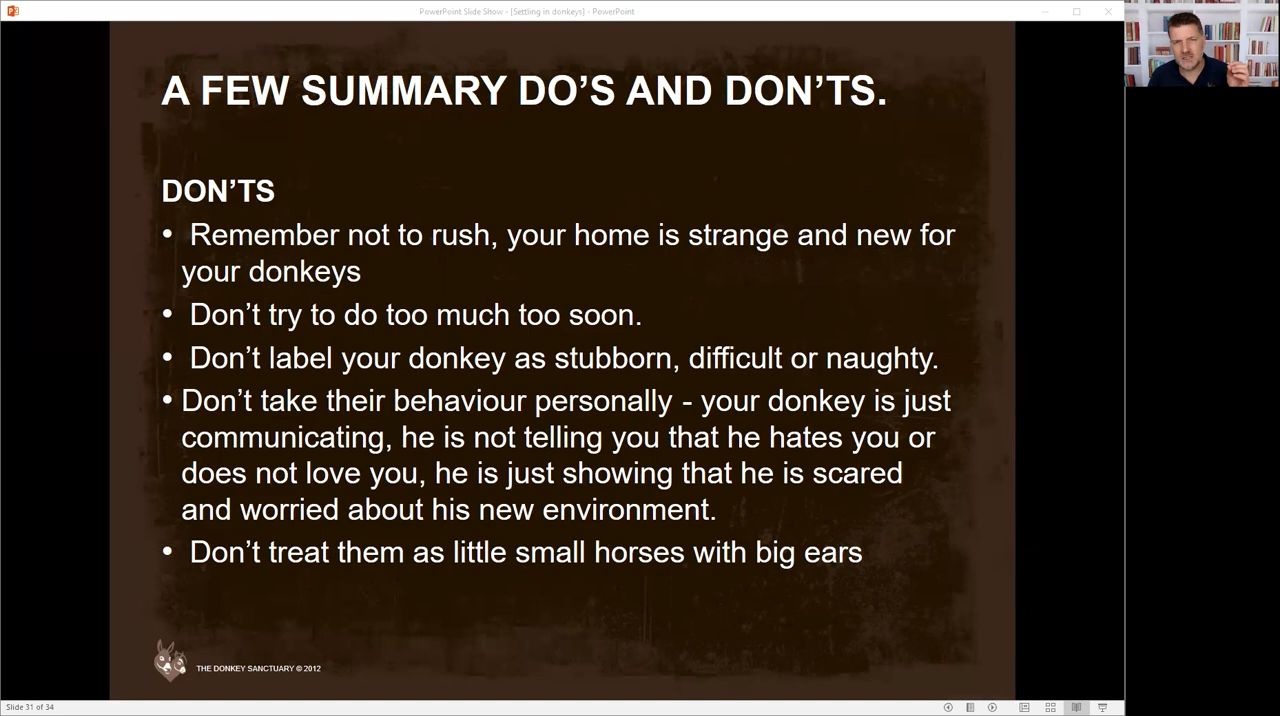 PowerPoint Slide Show - [Settling in donkeys] - PowerPoint
A FEW SUMMARY DO’S AND DON’TS.
DON’TS
• Remember not to rush, your home is strange and new for
your donkeys
• Don’t try to do too much too soon.
• Don’t label your donkey as stubborn, difficult or naughty.
• Don’t take their behaviour personally - your donkey is just
communicating, he is not telling you that he hates you or
does not love you, he is just showing that he is scared
and worried about his new environment.
• Don’t treat them as little small horses with big ears
THE DONKEY SANCTUARY © 2012
Slide 31 of 34